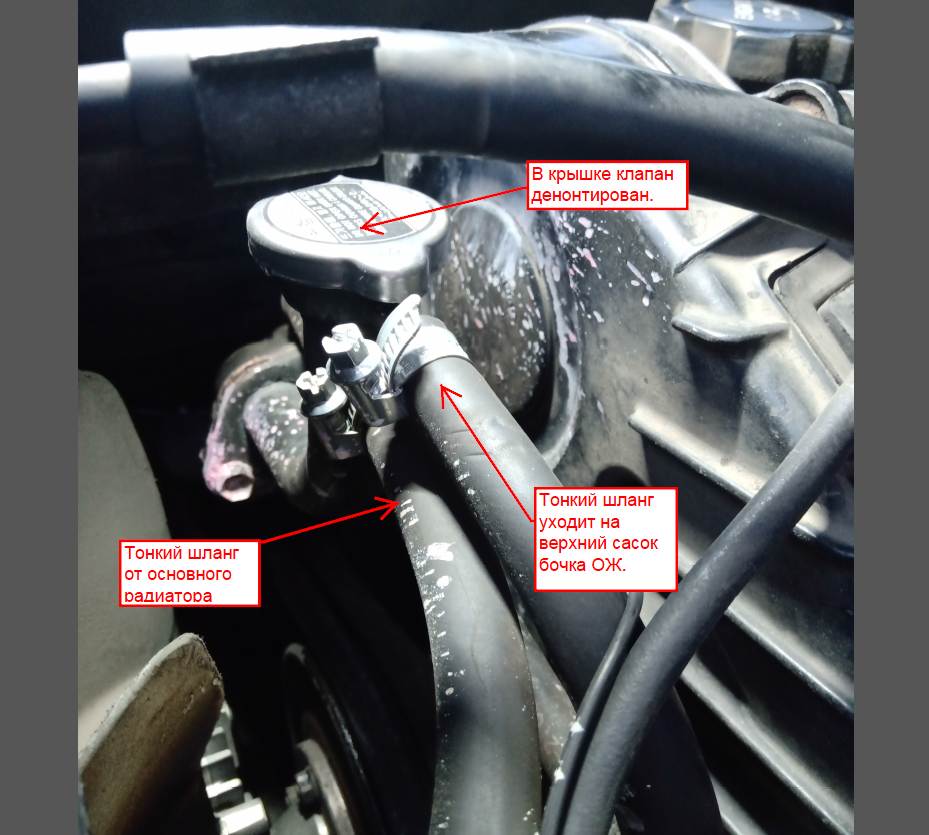 В крышке клапан
денонтирован.
Тонкий шланг
уходит на
верхний сасок
бочка ОЖ.
Тонкий шланг
от основного
радиатора